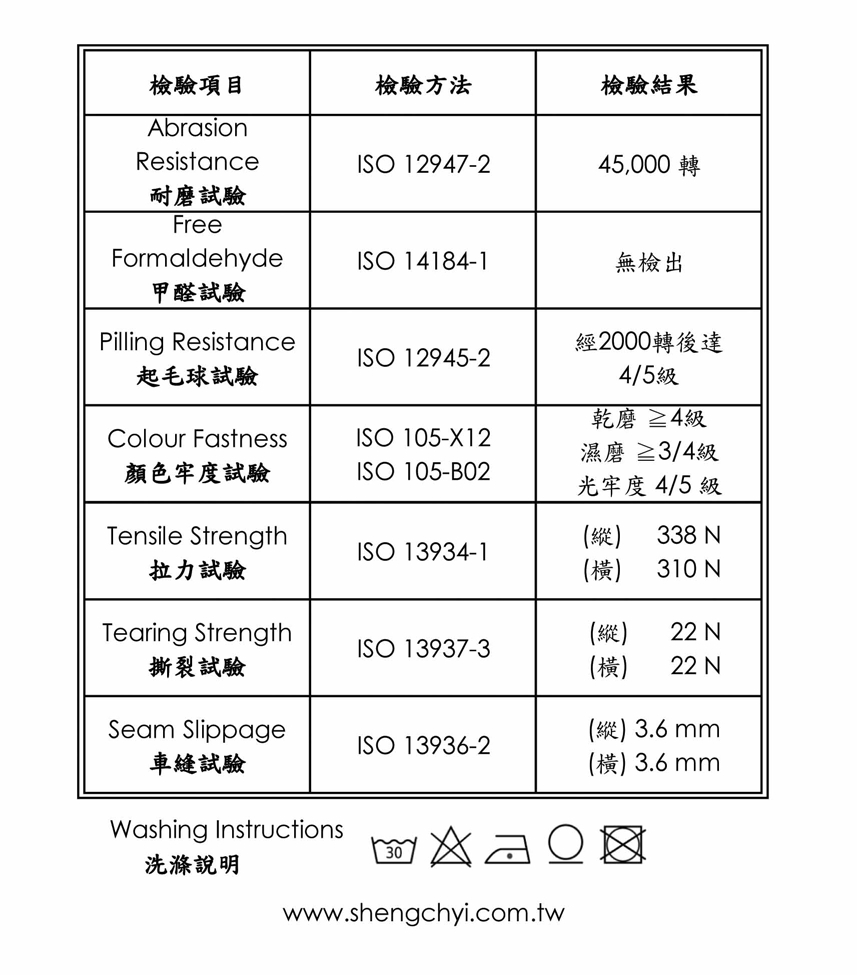 檢驗項目 檢驗方法 檢驗結果
Abrasion
Resistance
耐磨試驗
ISO 12947-2
45,000 轉
Free
Formaldehyde
甲醛試驗
ISO 14184-1
無檢出
Pilling Resistance
起毛球試驗
ISO 12945-2
經2000轉後達
4/5級
Colour Fastness
顏色牢度試驗
ISO 105-X12
ISO 105-B02
乾磨 ≧4級
濕磨 ≧3/4級
光牢度 4/5 級
Tensile Strength
拉力試驗
ISO 13934-1
(縱) 338 N
(橫) 310 N
Tearing Strength
撕裂試驗
ISO 13937-3
(縱) 22 N
(橫) 22 N
Seam Slippage
車縫試驗
ISO 13936-2
(縱) 3.6 mm
(橫) 3.6 mm
Washing Instructions
洗滌說明
30
www.shengchyi.com.tw